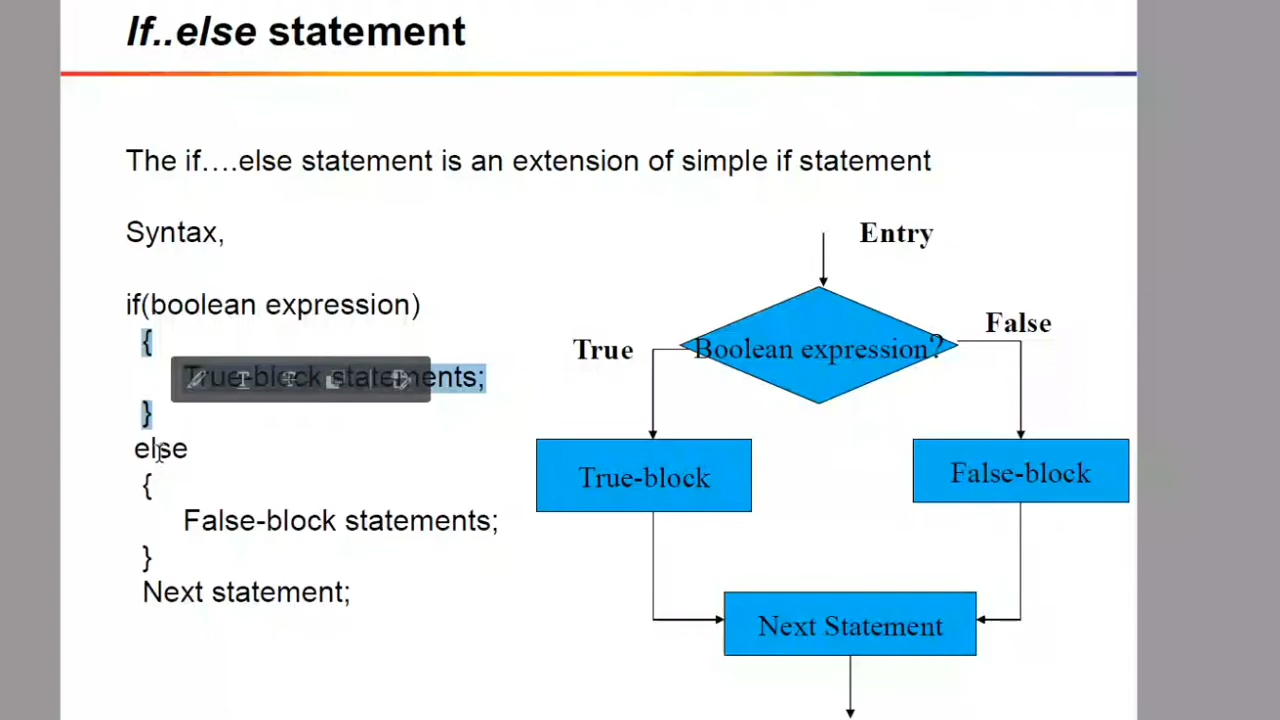 If..else statement
The if….else statement is an extension of simple if statement
Syntax,
if(boolean expression)
{
True-block statements;
}
else
{
False-block statements;
}
Next statement;
Entry
Boolean expression?
True
False
True-block
False-block
Next Statement